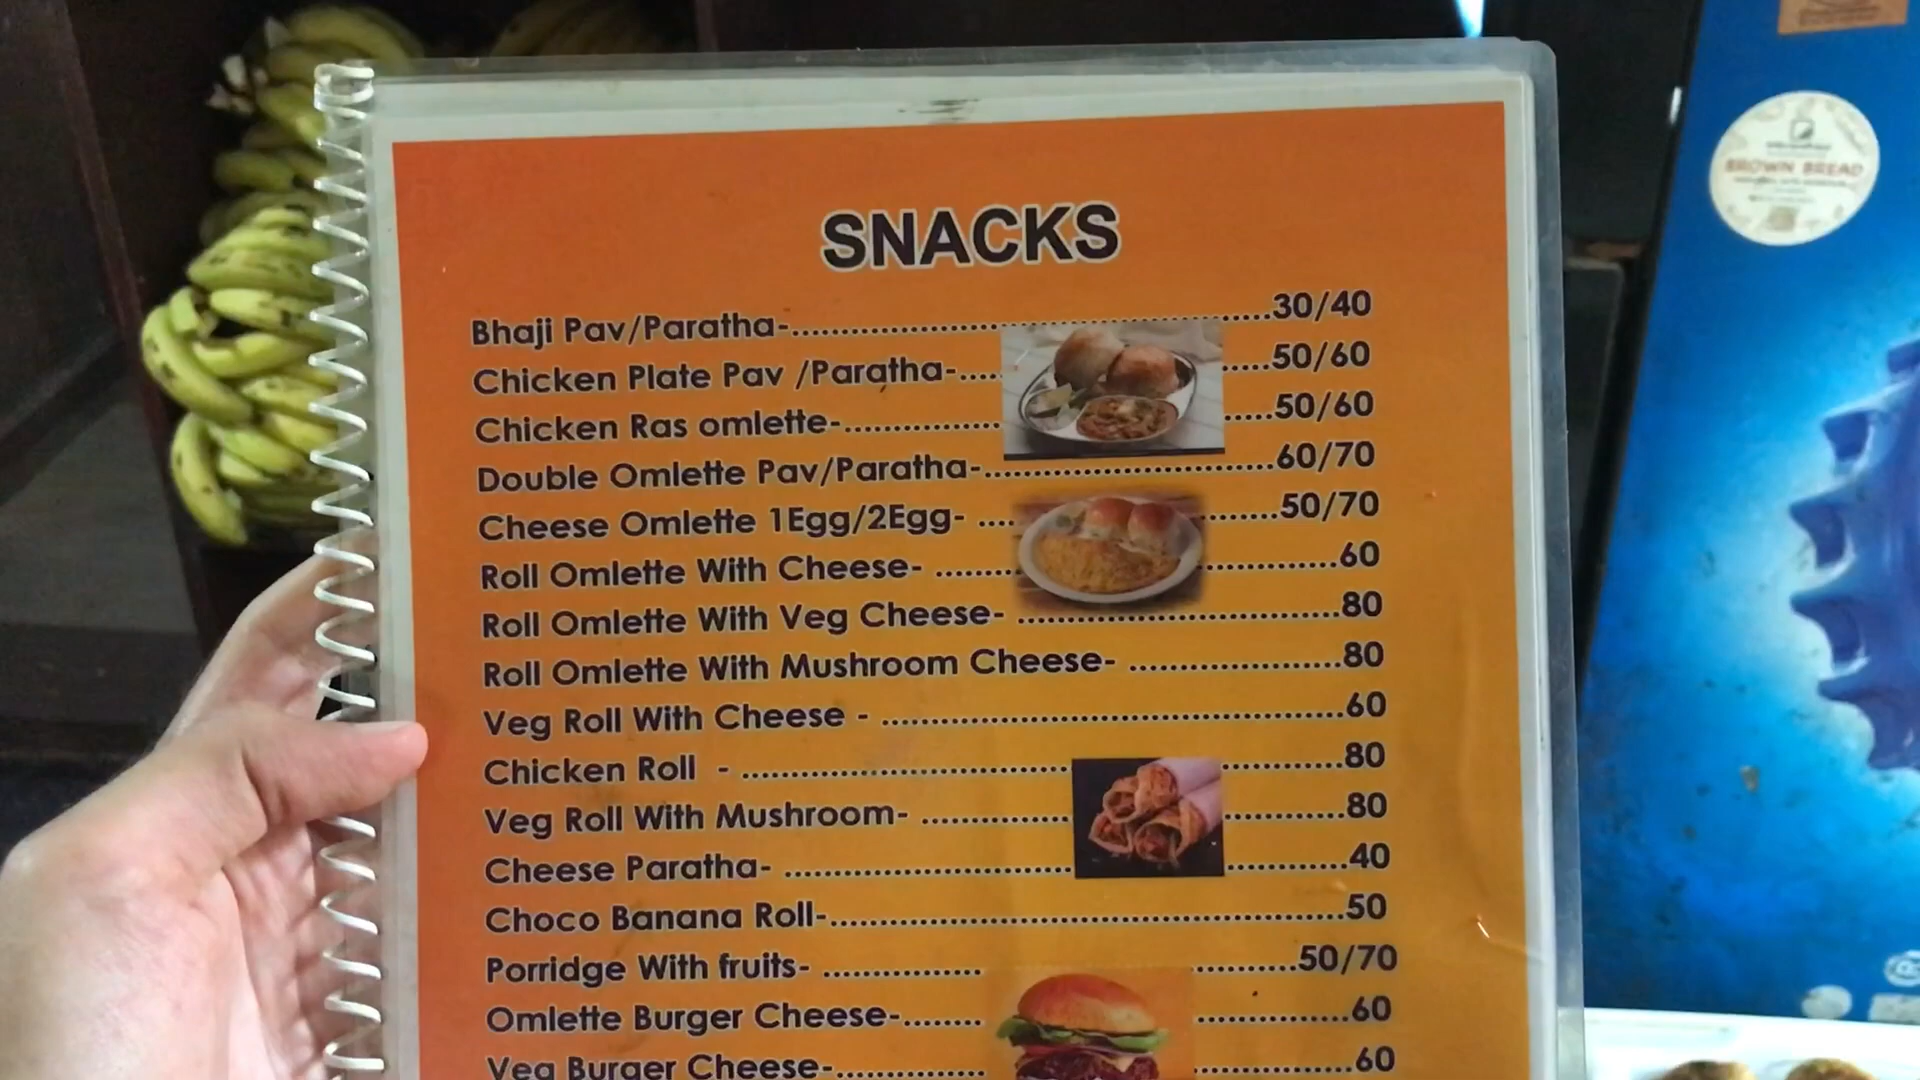 SNACKS
Bhaji Pav/Paratha-..........................................30/40
Chicken Plate Pav /Paratha-.... .....50/60
Chicken Ras omlette-............... .....50/60
Double Omlette Pav/Paratha-..........................60/70
Cheese Omlette 1Egg/2Egg- .... ........50/70
Roll Omlette With Cheese- ........ .............60
Roll Omlette With Veg Cheese- .............................80
Roll Omlette With Mushroom Cheese- ...................80
Veg Roll With Cheese - ..........................................60
Chicken Roll - .............................. ...........80
Veg Roll With Mushroom- .............. ...........80
Cheese Paratha- .......................... ...........40
Choco Banana Roll-...............................................50
Porridge With fruits- ............... .........50/70
Omlette Burger Cheese-....... ..............60
Veg Burger Cheese-.............. ..............60
BROWN BREAD